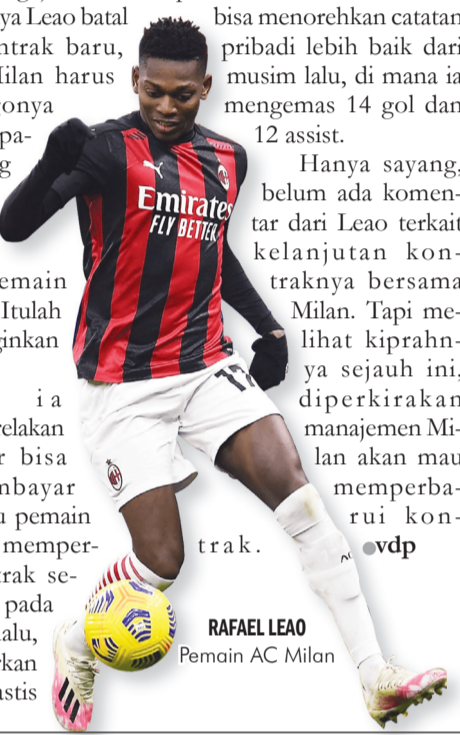 ya Leao batal
ntrak baru,
Milan harus
gonya
pa-
g
emain
Itulah
ginkan
ia
relakan
r bisa
mbayar
u pemain
memper-
trak se-
pada
alu,
rkan
astis
bisa menorehkan catatan
pribadi lebih baik dari
musim lalu, di mana ia
mengemas 14 gol dan
12 assist.
Hanya sayang,
belum ada komen-
tar dari Leao terkait
kelanjutan kon-
traknya bersama
Milan. Tapi me-
lihat kiprahn-
ya sejauh ini,
diperkirakan
manajemen Mi-
lan akan mau
memperba-
rui kon-
trak. ●vdp
Emirates
FLY BETTER
17
RAFAEL LEAO
Pemain AC Milan